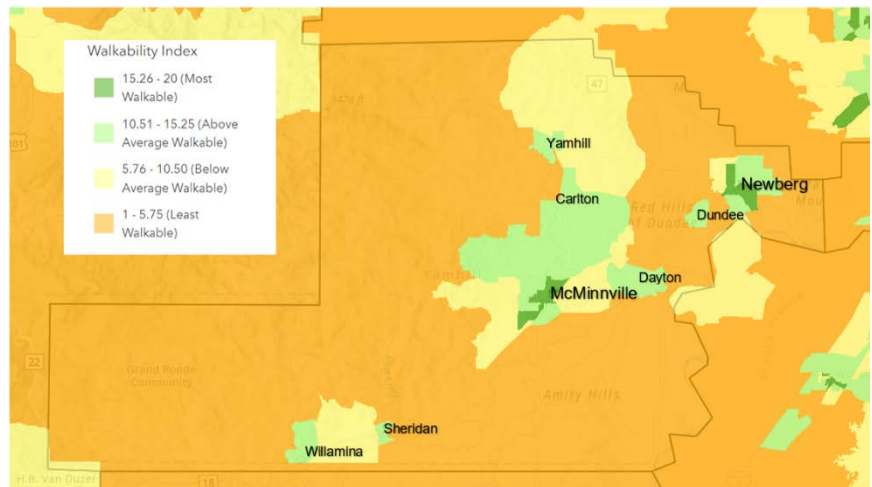 Walkability Index
15.26 - 20 (Most
Walkable)
10.51 - 15.25 (Above
Average Walkable)
5.76 - 10.50 (Below
Average Walkable)
1 - 5.75 (Least
Walkable)
47
101
Yamhill
Newberg
Carlton
Red Hills
of Dundee
Dundee
Dayton
McMinnville
22
Grand Ronde
Community
Amity Hills
Sheridan
Willamina
H.B. Van Duzer
18